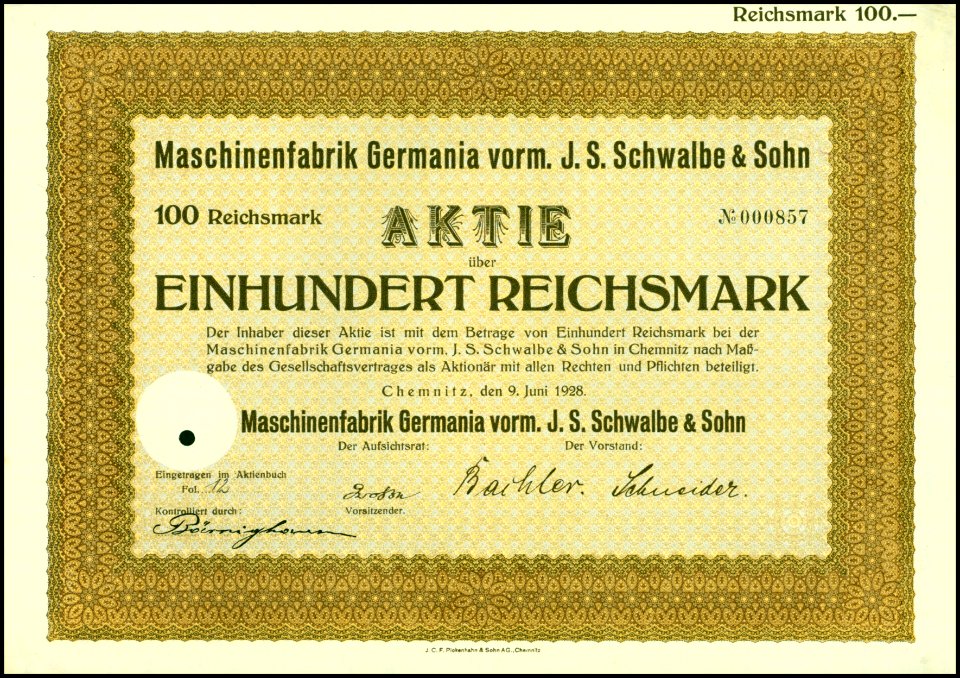 Reichsmark 100.—
Maschinenfabrik Germania vorm. J. S. Schwalbe & Sohn
100 Reichsmark AKTIE № 000857
über
EINHUNDERT REICHSMARK
Der Inhaber dieser Aktie ist mit dem Betrage von Einhundert Reichsmark bei der
Maschinenfabrik Germania vorm. J. S. Schwalbe & Sohn in Chemnitz nach Maß-
gabe des Gesellschaftsvertrages als Aktionär mit allen Rechten und Pflichten beteiligt.
Chemnitz, den 9. Juni 1928.
Maschinenfabrik Germania vorm. J. S. Schwalbe & Sohn
Der Aufsichtsrat: Der Vorstand:
Eingetragen im Aktienbuch
Fol. 12
Schneider.
Kontrolliert durch: Vorsitzender.
J. C. F. Pickenhahn & Sohn AG., Chemnitz